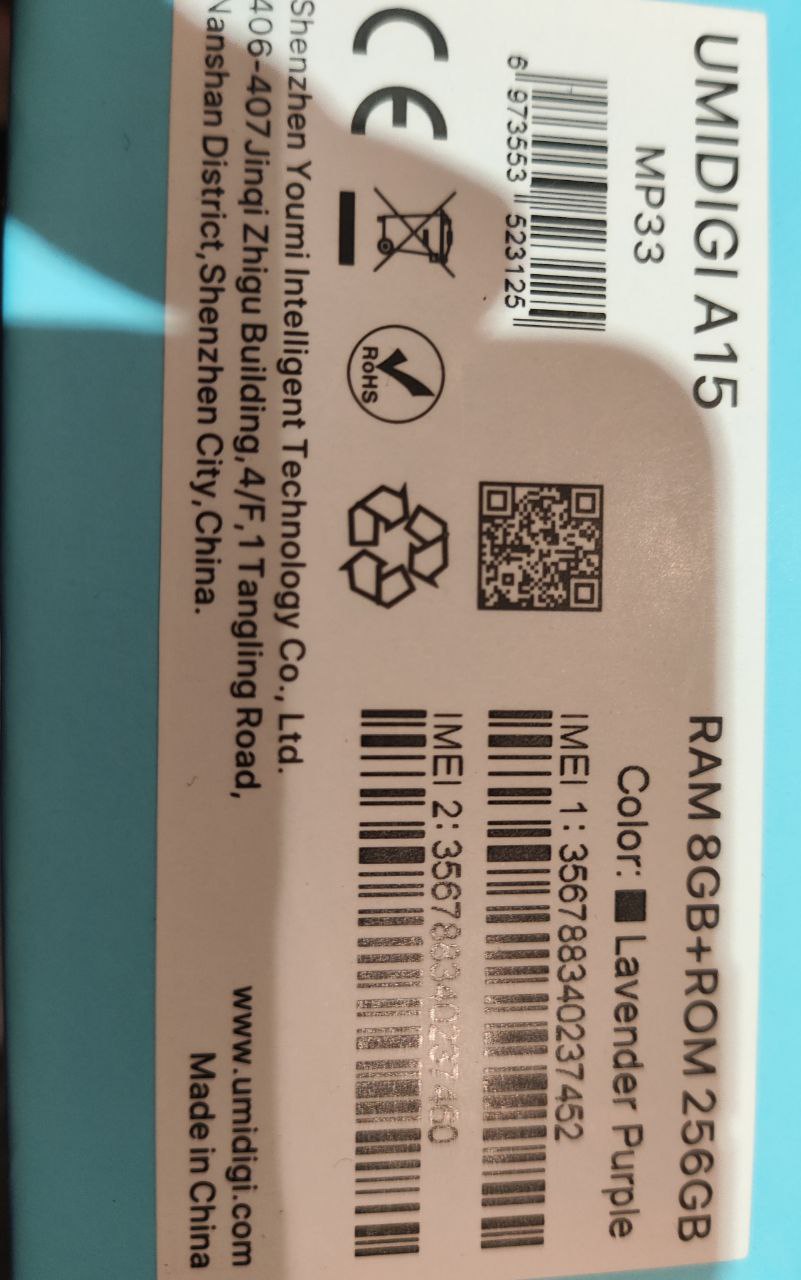 UMIDIGI A15
MP33
6 973553 523125
RAM 8GB+ROM 256GB
Color: Lavender Purple
IMEI 1: 356788340237452
IMEI 2: 356788340237460
CE
RoHS
Shenzhen Youmi Intelligent Technology Co., Ltd.
406-407 Jinqi Zhigu Building,4/F,1 Tangling Road,
Nanshan District,Shenzhen City,China.
www.umidigi.com
Made in China